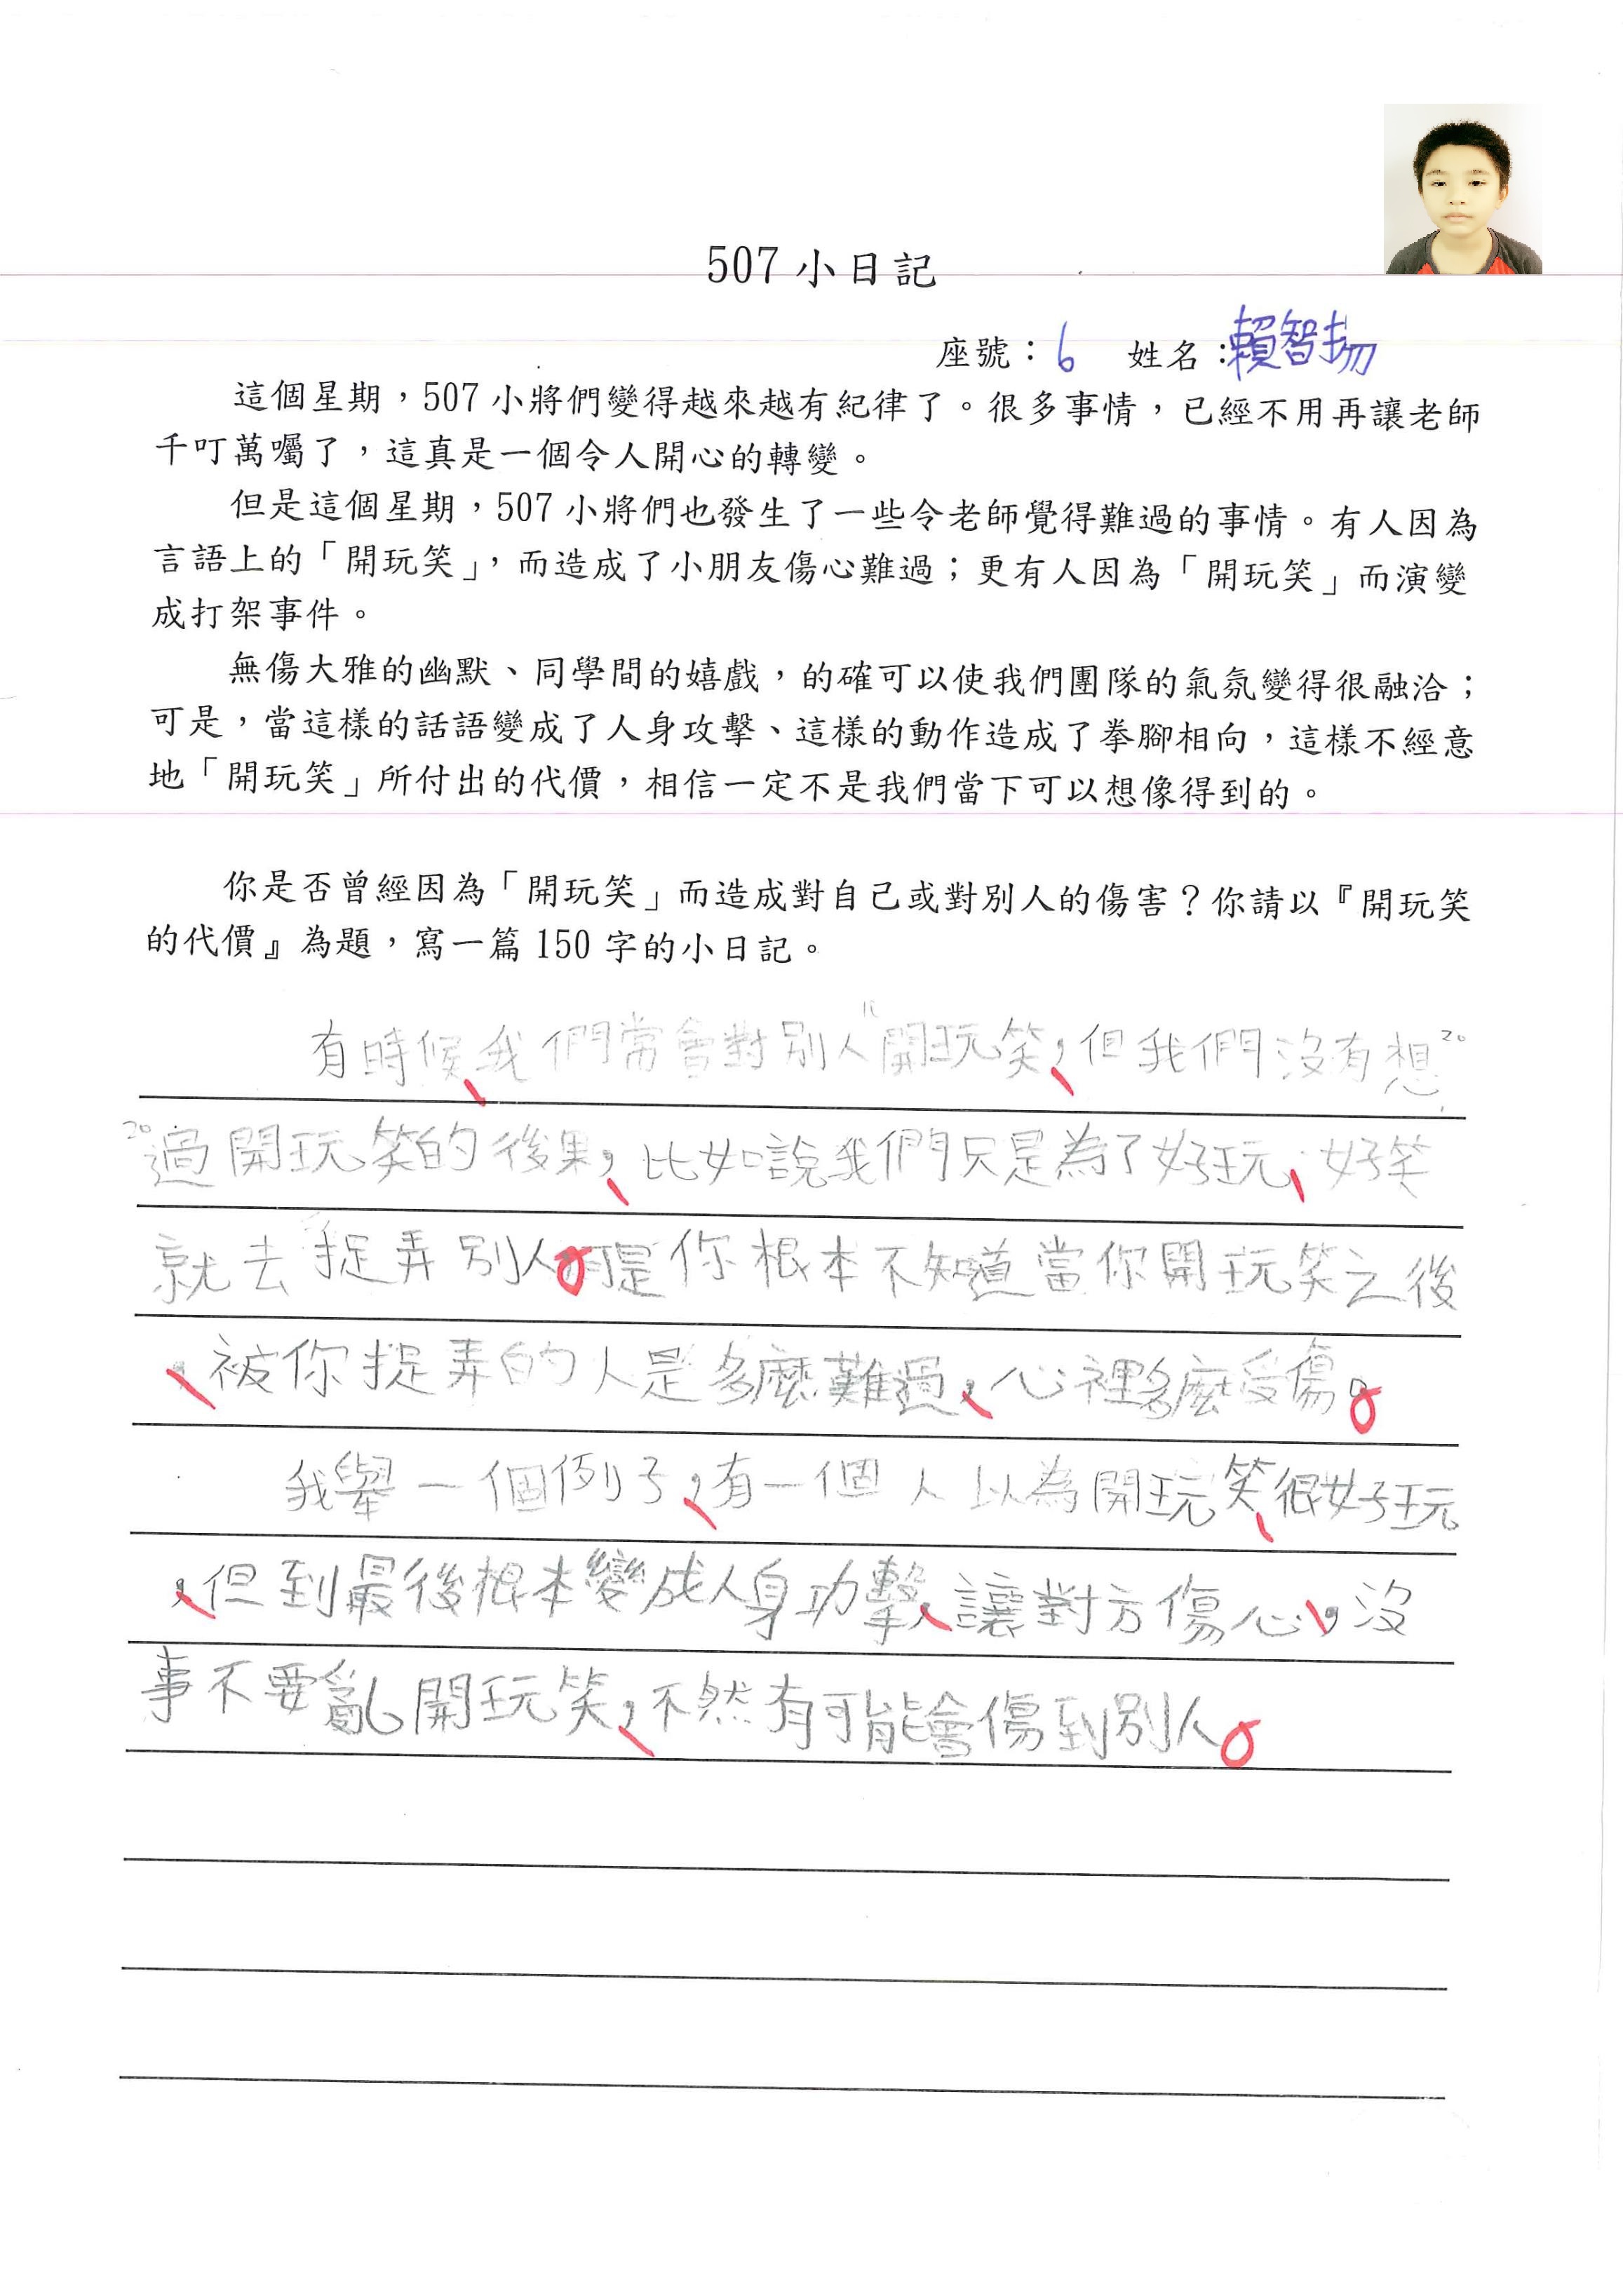 507 小日記
座號：6 姓名：賴智揚
這個星期，507 小將們變得越來越有紀律了。很多事情，已經不用再讓老師
千叮萬囑了，這真是一個令人開心的轉變。
但是這個星期，507 小將們也發生了一些令老師覺得難過的事情。有人因為
言語上的「開玩笑」，而造成了小朋友傷心難過；更有人因為「開玩笑」而演變
成打架事件。
無傷大雅的幽默、同學間的嬉戲，的確可以使我們團隊的氣氛變得很融洽；
可是，當這樣的話語變成了人身攻擊、這樣的動作造成了拳腳相向，這樣不經意
地「開玩笑」所付出的代價，相信一定不是我們當下可以想像得到的。
你是否曾經因為「開玩笑」而造成對自己或對別人的傷害？你請以『開玩笑
的代價』為題，寫一篇 150 字的小日記。
有時候、我們常會對別人開玩笑，但我們沒有想 20
20 過開玩笑的後果，比如說我們只是為了好玩、好笑
就去捉弄別人。可是你根本不知道當你開玩笑之後
，被你捉弄的人是多麼難過，心裡多麼受傷。
我舉一個例子，有一個人以為開玩笑、很好玩
，但到最後根本變成人身功擊，讓對方傷心，沒
事不要亂開玩笑，不然有可能會傷到別人。